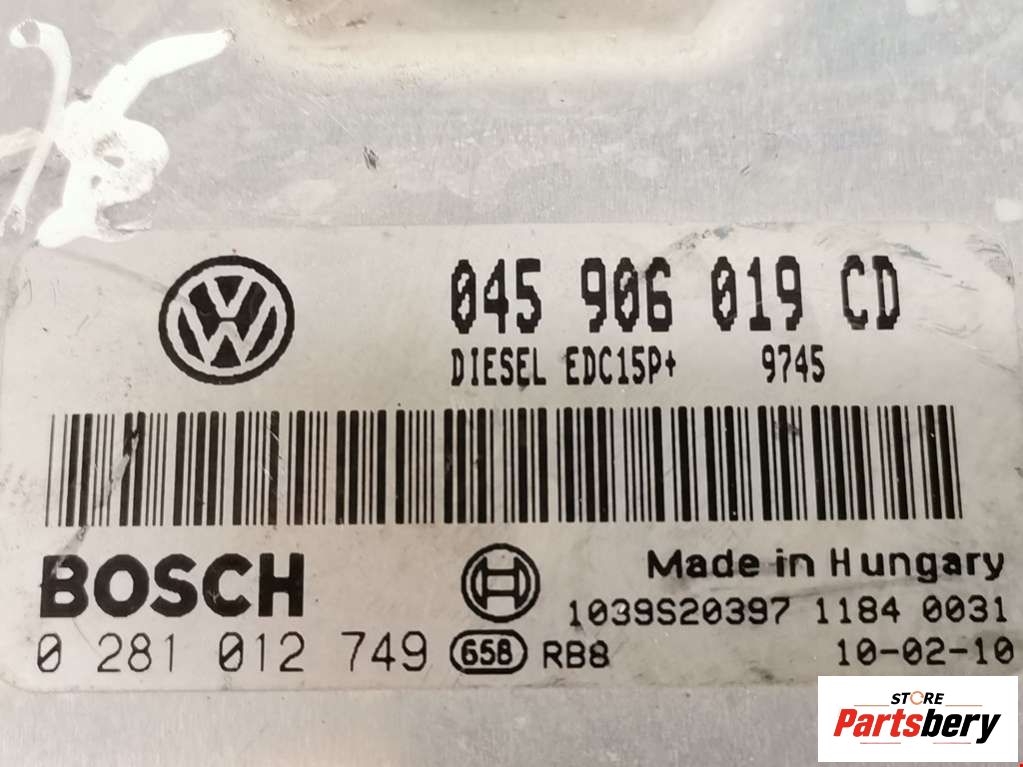 045 906 019 CD
DIESEL EDC15P+ 9745
BOSCH
Made in Hungary
1039S20397 1184 0031
0 281 012 749 658 RB8 10-02-10
STORE
Partsbery